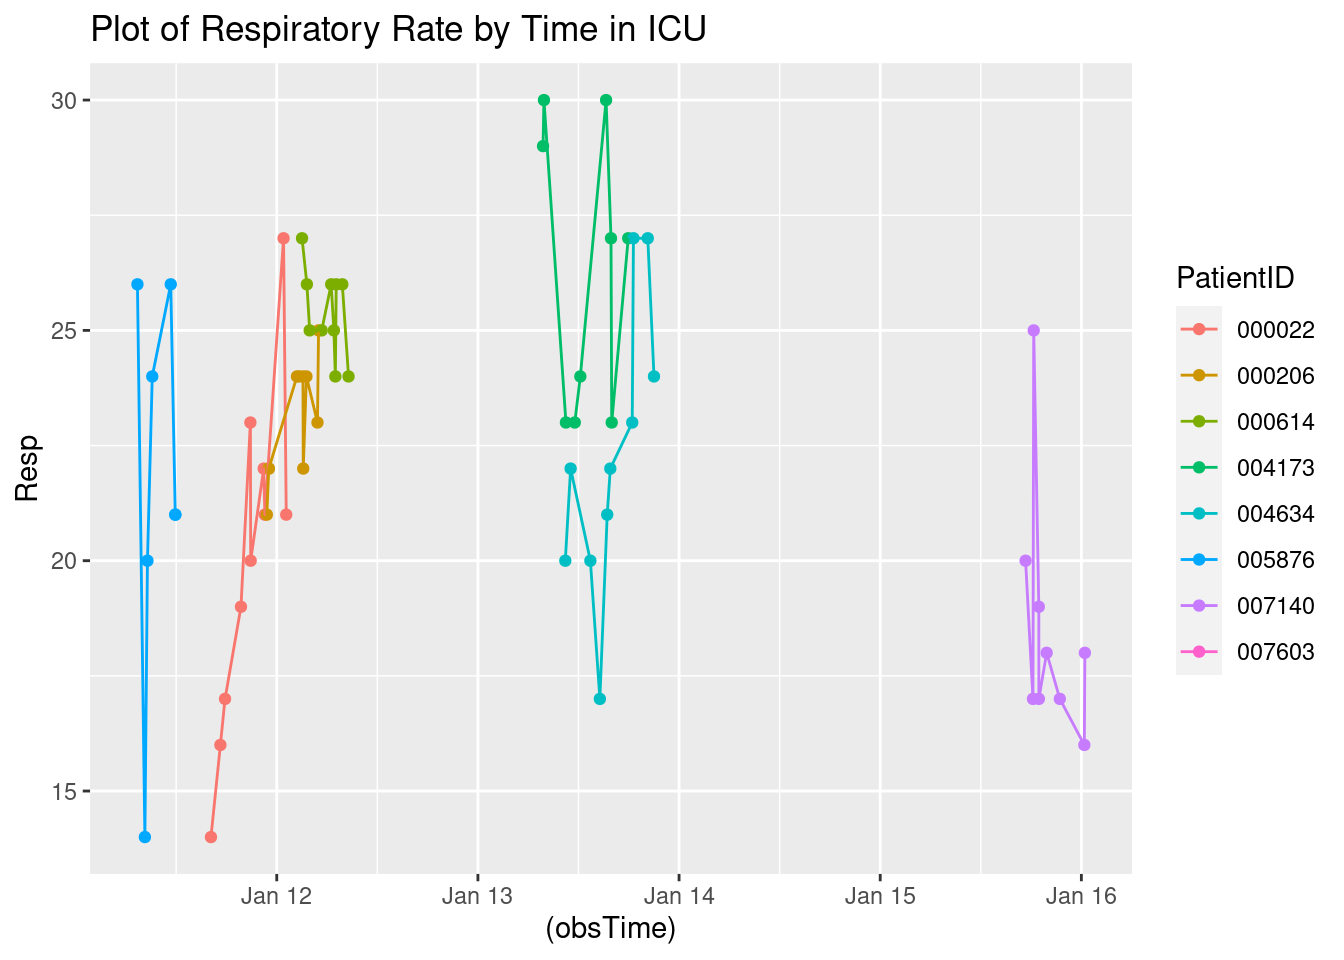 Plot of Respiratory Rate by Time in ICU
30
25
20
15
Resp
Jan 12
Jan 13
Jan 14
Jan 15
Jan 16
(obsTime)
PatientID
000022
000206
000614
004173
004634
005876
007140
007603